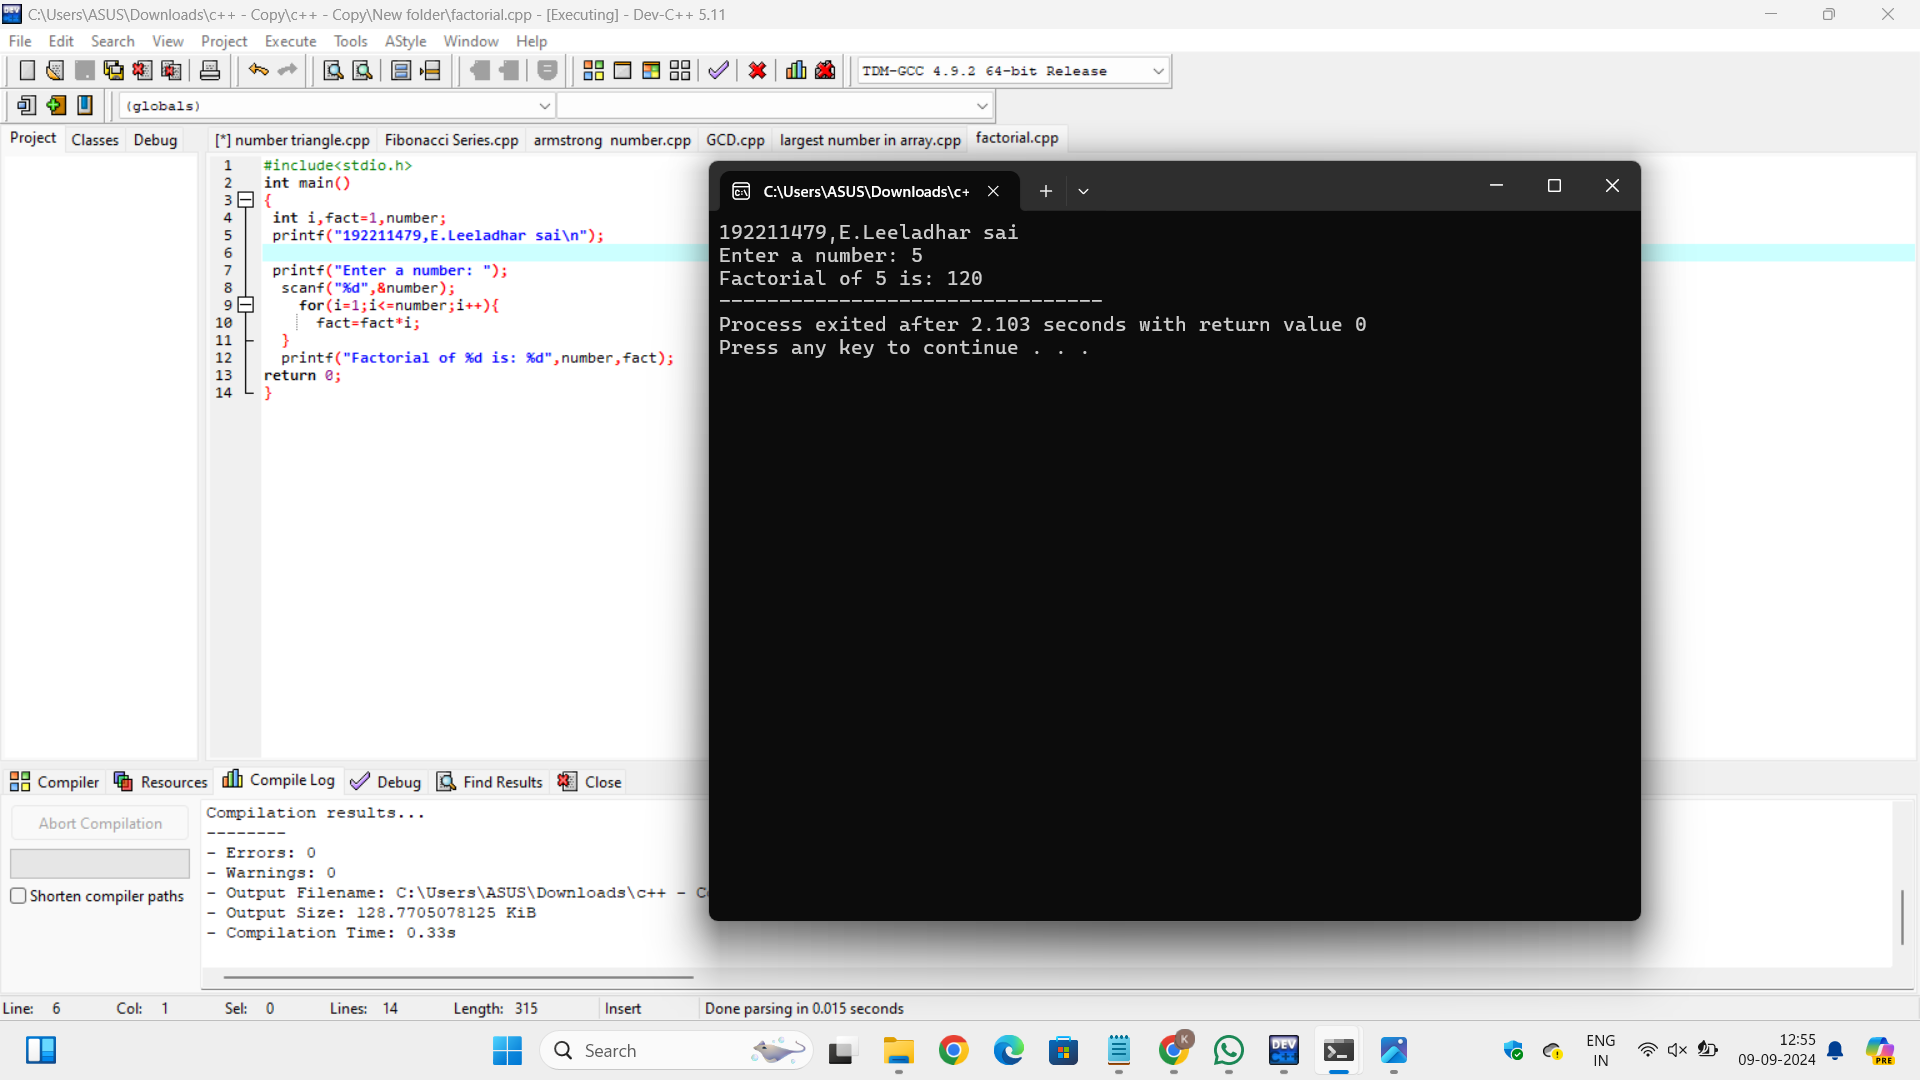 C:\Users\ASUS\Downloads\c++ - Copy\c++ - Copy\New folder\factorial.cpp - [Executing] - Dev-C++ 5.11
File Edit Search View Project Execute Tools AStyle Window Help
TDM-GCC 4.9.2 64-bit Release
(globals)
Project Classes Debug
[*] number triangle.cpp Fibonacci Series.cpp armstrong number.cpp GCD.cpp largest number in array.cpp factorial.cpp
1 #include<stdio.h>
2 int main()
3 {
4 int i,fact=1,number;
5 printf("192211479,E.Leeladhar sai\n");
6
7 printf("Enter a number: ");
8 scanf("%d",&number);
9 for(i=1;i<=number;i++){
10 fact=fact*i;
11 }
12 printf("Factorial of %d is: %d",number,fact);
13 return 0;
14 }
C:\Users\ASUS\Downloads\c+
192211479,E.Leeladhar sai
Enter a number: 5
Factorial of 5 is: 120
--------------------------------
Process exited after 2.103 seconds with return value 0
Press any key to continue . . .
Compiler Resources Compile Log Debug Find Results Close
Abort Compilation
Shorten compiler paths
Compilation results...
--------
- Errors: 0
- Warnings: 0
- Output Filename: C:\Users\ASUS\Downloads\c++ - C
- Output Size: 128.7705078125 KiB
- Compilation Time: 0.33s
Line: 6 Col: 1 Sel: 0 Lines: 14 Length: 315 Insert Done parsing in 0.015 seconds
Search
DEV C++
K
ENG
IN
12:55
09-09-2024
PRE